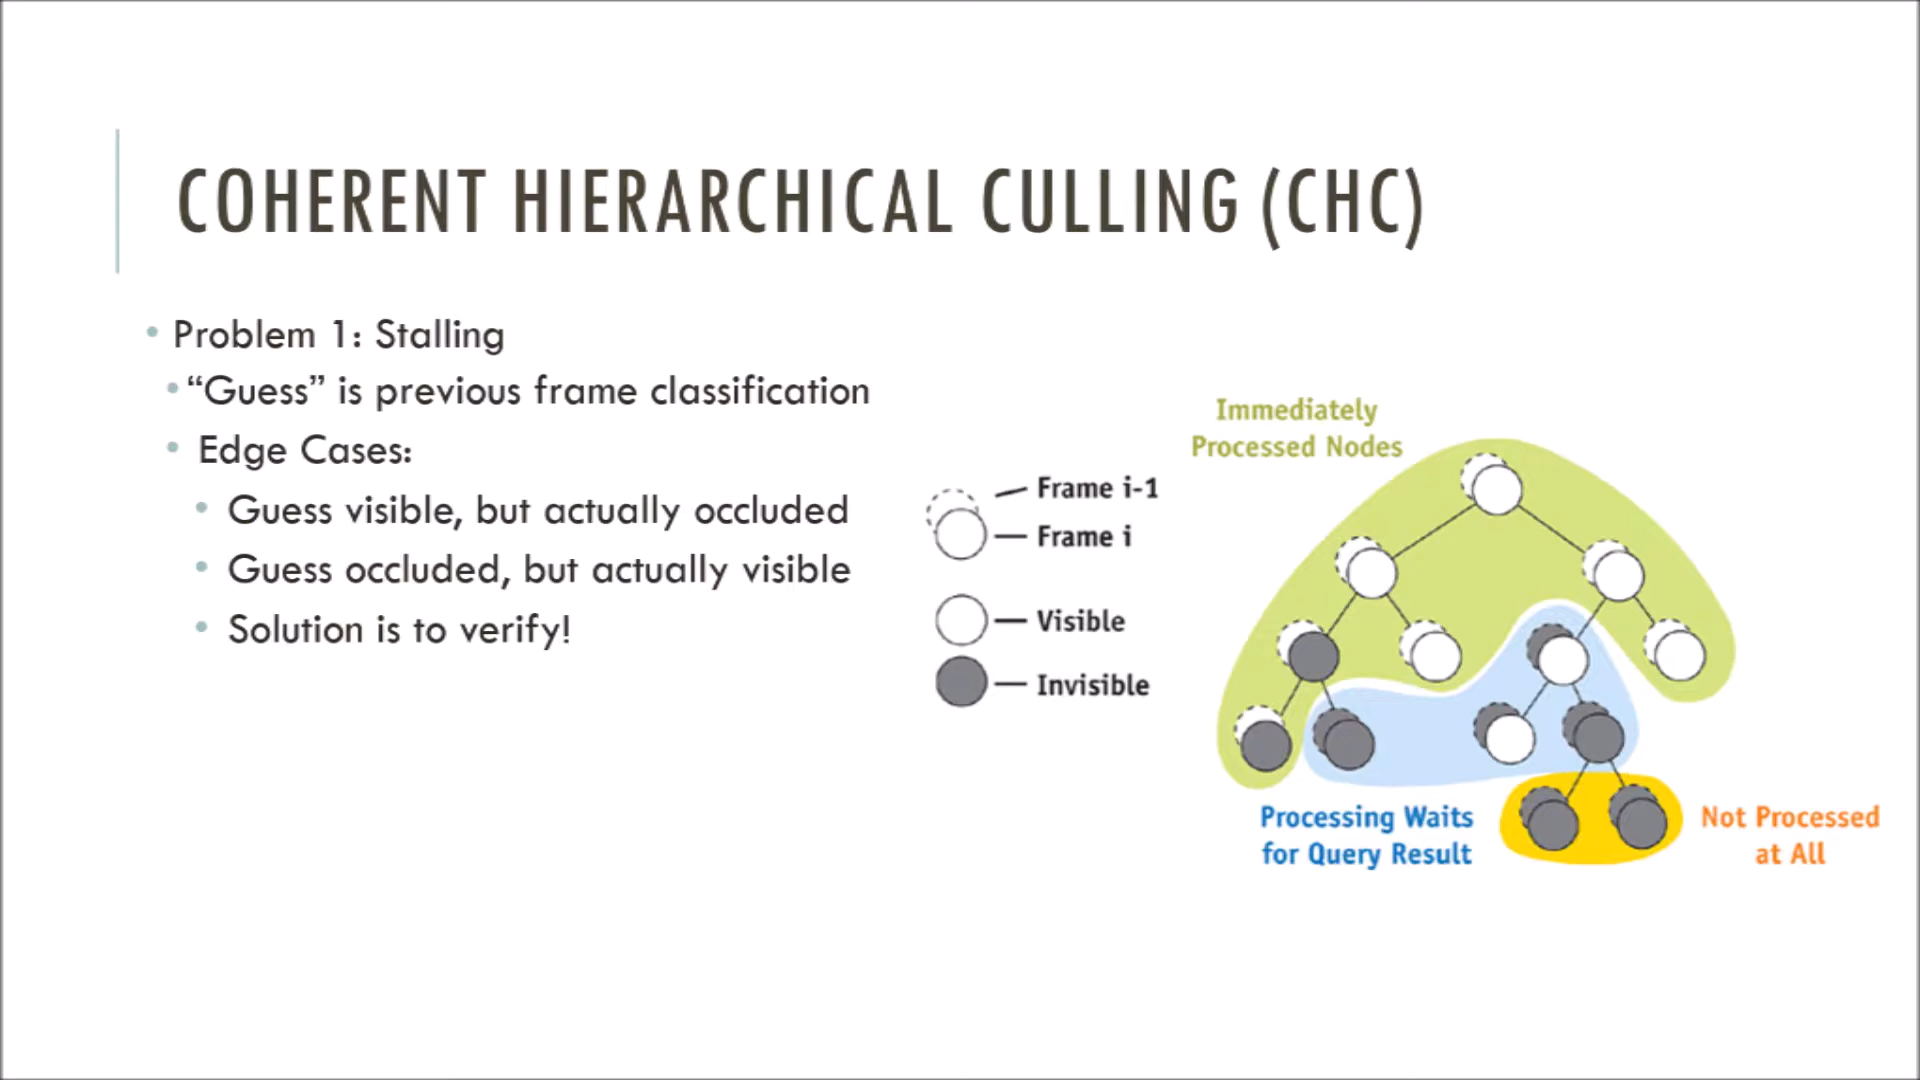 COHERENT HIERARCHICAL CULLING (CHC)
• Problem 1: Stalling
• “Guess” is previous frame classification
• Edge Cases:
• Guess visible, but actually occluded
• Guess occluded, but actually visible
• Solution is to verify!
Frame i-1
Frame i
Visible
Invisible
Immediately
Processed Nodes
Processing Waits
for Query Result
Not Processed
at All